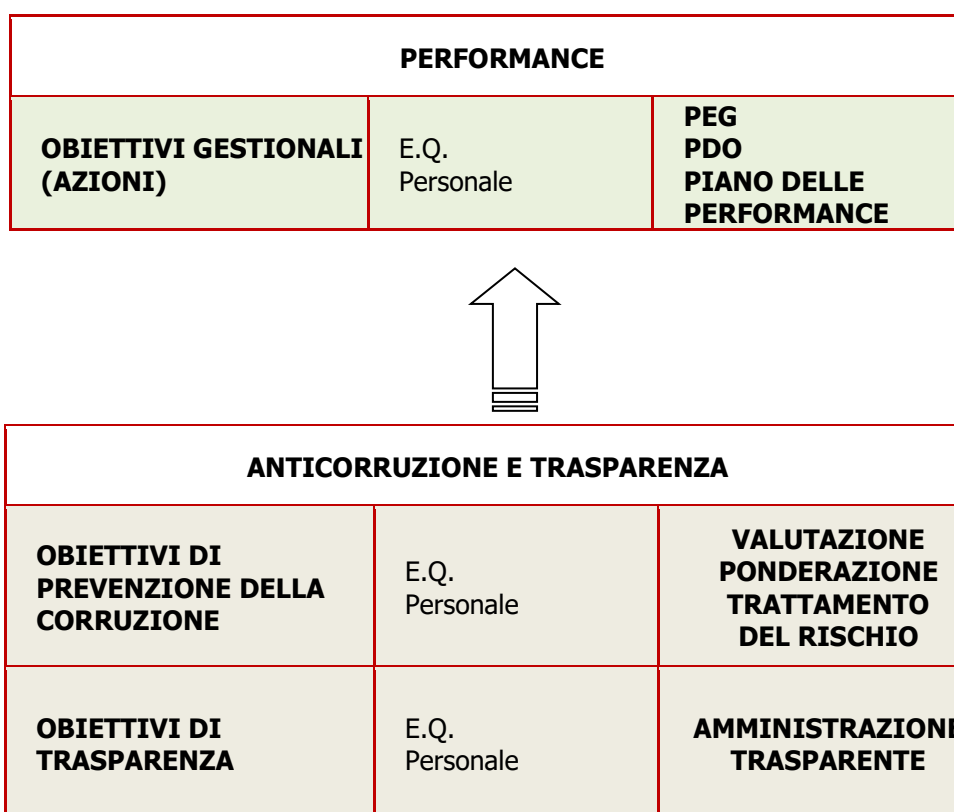 PERFORMANCE
OBIETTIVI GESTIONALI
(AZIONI)
E.Q.
Personale
PEG
PDO
PIANO DELLE
PERFORMANCE
ANTICORRUZIONE E TRASPARENZA
OBIETTIVI DI
PREVENZIONE DELLA
CORRUZIONE
E.Q.
Personale
VALUTAZIONE
PONDERAZIONE
TRATTAMENTO
DEL RISCHIO
OBIETTIVI DI
TRASPARENZA
E.Q.
Personale
AMMINISTRAZIONE
TRASPARENTE